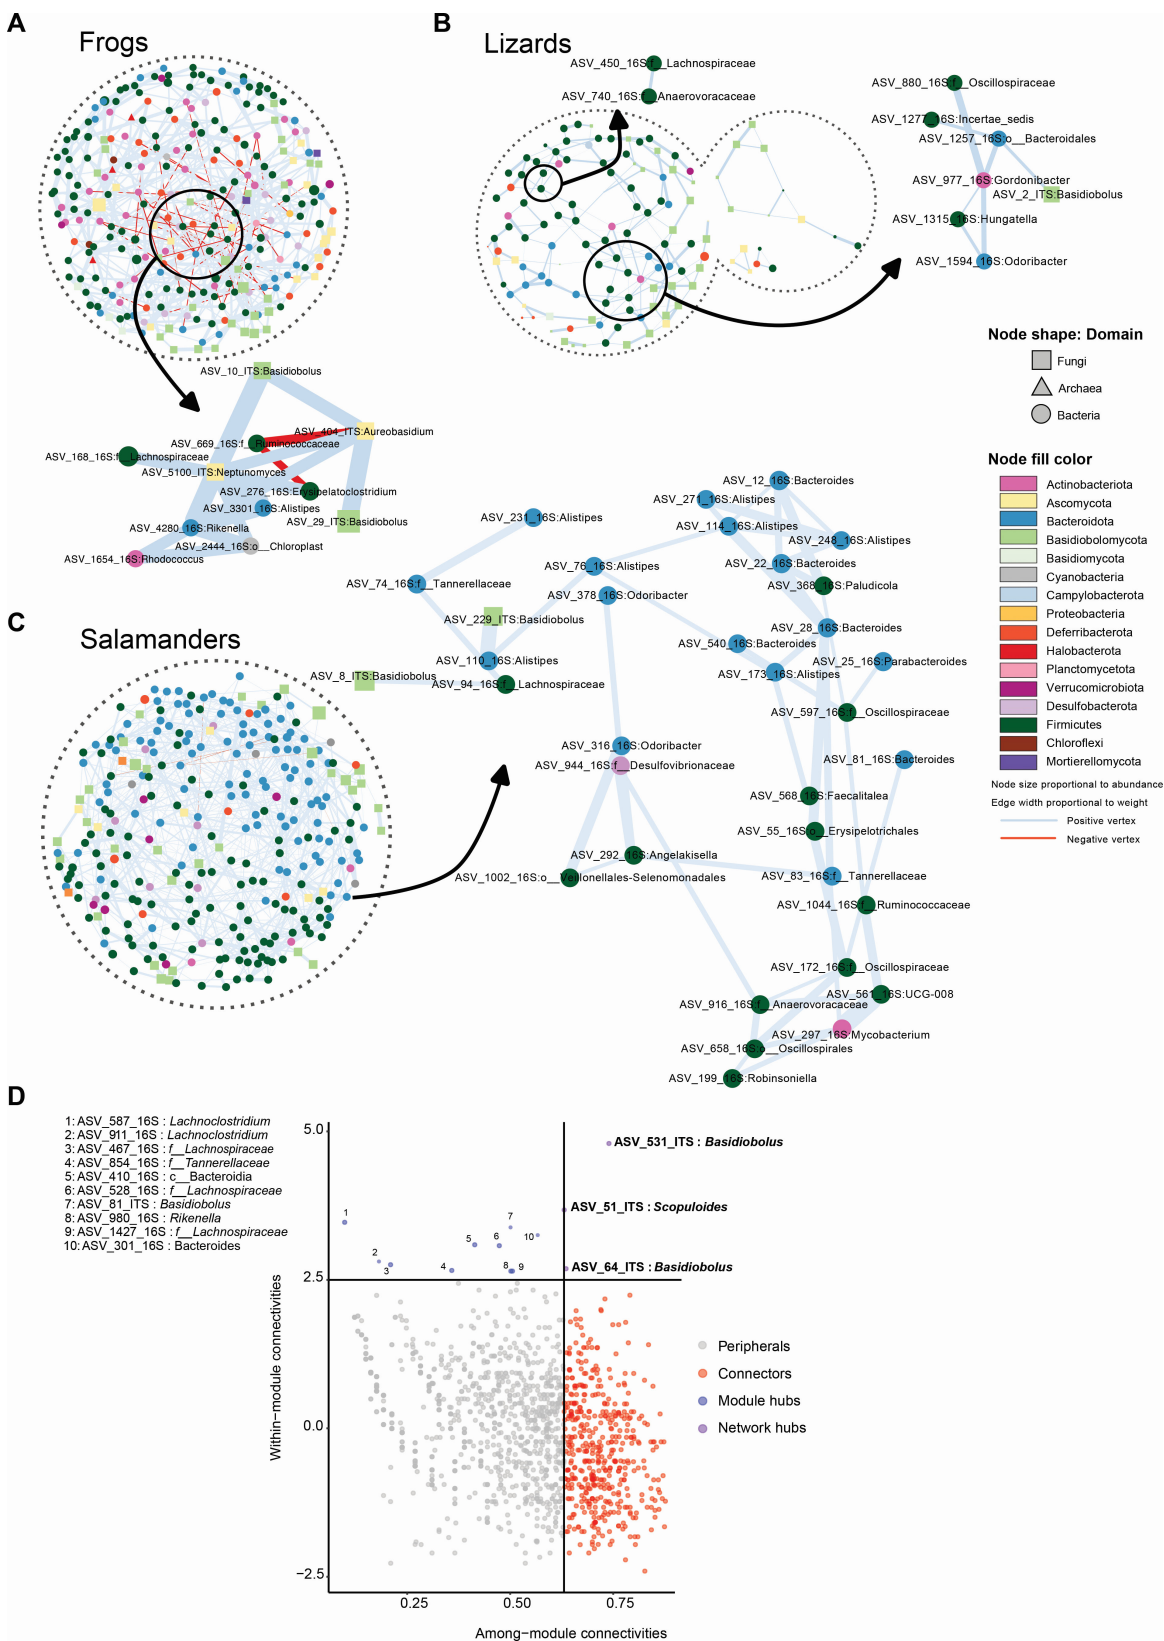 A
Frogs
B
Lizards
ASV_450_16S:f__Lachnospiraceae
ASV_740_16S:f__Anaerovoracaceae
ASV_880_16S:f__Oscillospiraceae
ASV_1277_16S:Incertae_sedis
ASV_1257_16S:o__Bacteroidales
ASV_977_16S:Gordonibacter
ASV_2_ITS:Basidiobolus
ASV_1315_16S:Hungatella
ASV_1594_16S:Odoribacter
ASV_10_ITS:Basidiobolus
ASV_404_ITS:Aureobasidium
ASV_669_16S:f__Ruminococcaceae
ASV_168_16S:f__Lachnospiraceae
ASV_5100_ITS:Neptunomyces
ASV_276_16S:Erysipelatoclostridium
ASV_3301_16S:Alistipes
ASV_29_ITS:Basidiobolus
ASV_4280_16S:Rikenella
ASV_2444_16S:o__Chloroplast
ASV_1654_16S:Rhodococcus
Node shape: Domain
Fungi
Archaea
Bacteria
Node fill color
Actinobacteriota
Ascomycota
Bacteroidota
Basidiobolomycota
Basidiomycota
Cyanobacteria
Campylobacterota
Proteobacteria
Deferribacterota
Halobacterota
Planctomycetota
Verrucomicrobiota
Desulfobacterota
Firmicutes
Chloroflexi
Mortierellomycota
Node size proportional to abundance
Edge width proportional to weight
Positive vertex
Negative vertex
C
Salamanders
ASV_12_16S:Bacteroides
ASV_271_16S:Alistipes
ASV_231_16S:Alistipes
ASV_114_16S:Alistipes
ASV_248_16S:Alistipes
ASV_76_16S:Alistipes
ASV_22_16S:Bacteroides
ASV_74_16S:f__Tannerellaceae
ASV_368_16S:Paludicola
ASV_378_16S:Odoribacter
ASV_229_ITS:Basidiobolus
ASV_28_16S:Bacteroides
ASV_540_16S:Bacteroides
ASV_110_16S:Alistipes
ASV_25_16S:Parabacteroides
ASV_173_16S:Alistipes
ASV_8_ITS:Basidiobolus
ASV_94_16S:f__Lachnospiraceae
ASV_597_16S:f__Oscillospiraceae
ASV_316_16S:Odoribacter
ASV_81_16S:Bacteroides
ASV_944_16S:f__Desulfovibrionaceae
ASV_568_16S:Faecalitalea
ASV_55_16S:o__Erysipelotrichales
ASV_292_16S:Angelakisella
ASV_1002_16S:o__Veillonellales-Selenomonadales
ASV_83_16S:f__Tannerellaceae
ASV_1044_16S:f__Ruminococcaceae
ASV_172_16S:f__Oscillospiraceae
ASV_561_16S:UCG-008
ASV_916_16S:f__Anaerovoracaceae
ASV_297_16S:Mycobacterium
ASV_658_16S:o__Oscillospirales
ASV_199_16S:Robinsoniella
D
1: ASV_587_16S : Lachnoclostridium
2: ASV_911_16S : Lachnoclostridium
3: ASV_467_16S : f__Lachnospiraceae
4: ASV_854_16S : f__Tannerellaceae
5: ASV_410_16S : c__Bacteroidia
6: ASV_528_16S : f__Lachnospiraceae
7: ASV_81_ITS : Basidiobolus
8: ASV_980_16S : Rikenella
9: ASV_1427_16S : f__Lachnospiraceae
10: ASV_301_16S : Bacteroides
5.0
2.5
0.0
−2.5
Within-module connectivities
ASV_531_ITS : Basidiobolus
ASV_51_ITS : Scopuloides
ASV_64_ITS : Basidiobolus
1
2
3
4
5
6
7
8
9
10
Peripherals
Connectors
Module hubs
Network hubs
0.25
0.50
0.75
Among-module connectivities